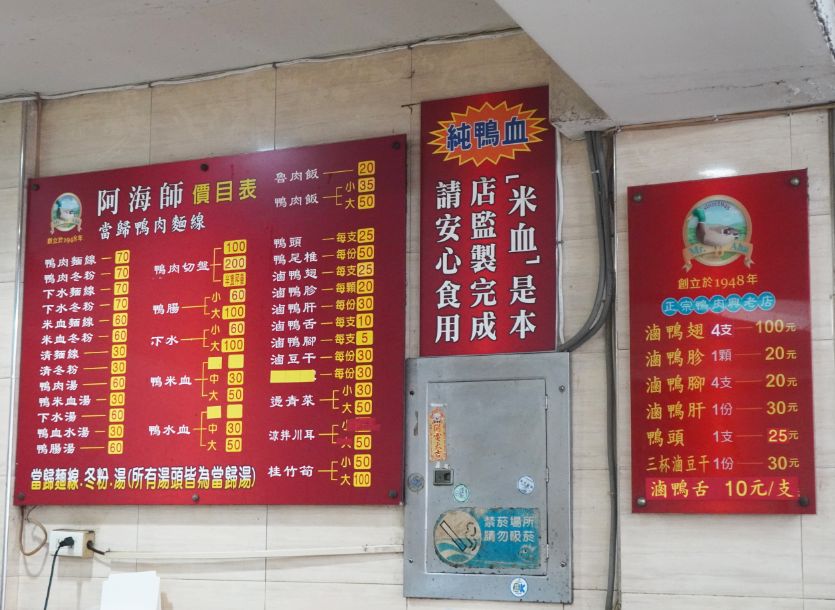 阿海師 價目表
當歸鴨肉麵線
創立於1948年
鴨肉麵線 70
鴨肉冬粉 70
下水麵線 70
下水冬粉 70
米血麵線 60
米血冬粉 60
清麵線 30
清冬粉 30
鴨肉湯 60
鴨米血湯 30
下水湯 60
鴨血水湯 30
鴨腸湯 60
鴨肉切盤 100
200
鴨腸 小 60
大 100
下水 小 60
大 100
鴨米血
中 30
大 50
鴨水血
中 30
大 50
魯肉飯 20
鴨肉飯 小 35
大 50
鴨頭 每支 25
鴨尾椎 每份 50
滷鴨翅 每支 25
滷鴨胗 每顆 20
滷鴨肝 每份 30
滷鴨舌 每支 10
滷鴨腳 每支 5
滷豆干 每份 30
每份 30
燙青菜 小 30
大 50
涼拌川耳 小
大 50
桂竹筍 小 50
大 100
當歸麵線.冬粉.湯(所有湯頭皆為當歸湯)
純鴨血
「米血」是本
店監製完成
請安心食用
禁菸場所
請勿吸菸
創立於1948年
正宗鴨肉興老店
滷鴨翅 4支 100元
滷鴨胗 1顆 20元
滷鴨腳 4支 20元
滷鴨肝 1份 30元
鴨頭 1支 25元
三杯滷豆干 1份 30元
滷鴨舌 10元/支